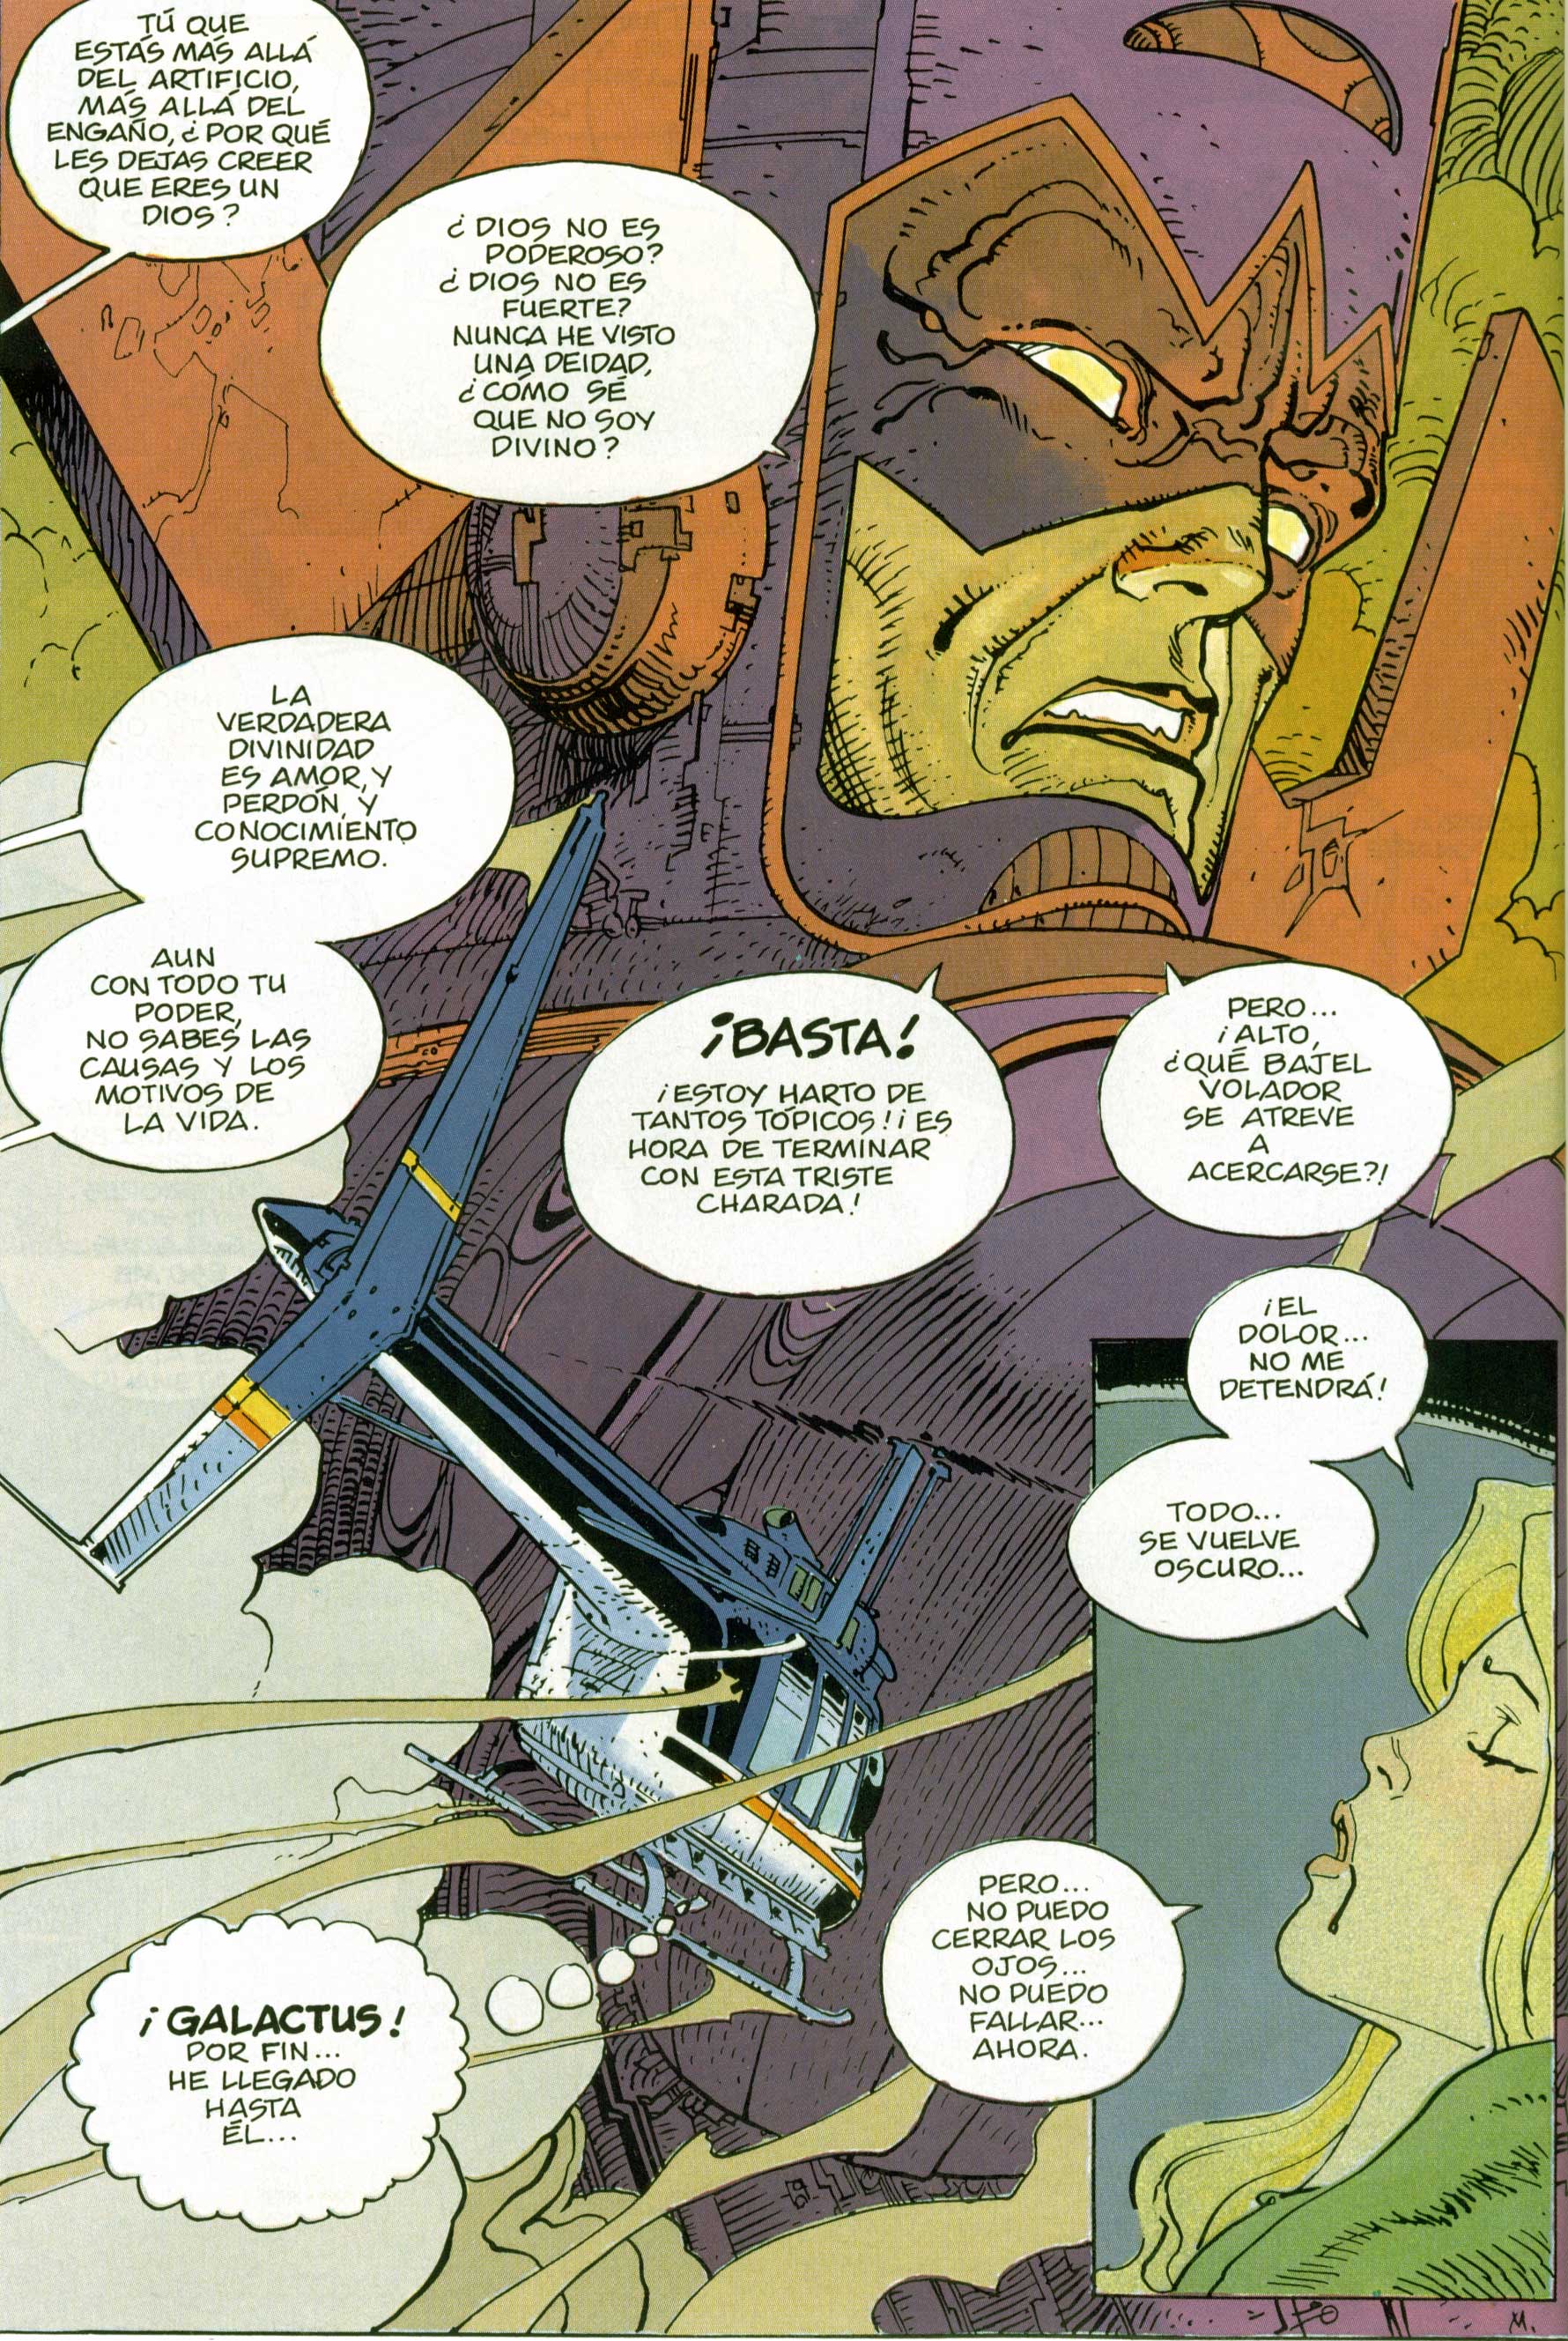 TÚ QUE
ESTÁS MÁS ALLÁ
DEL ARTIFICIO,
MÁS ALLÁ DEL
ENGAÑO, ¿POR QUÉ
LES DEJAS CREER
QUE ERES UN
DIOS?
¿DIOS NO ES
PODEROSO?
¿DIOS NO ES
FUERTE?
NUNCA HE VISTO
UNA DEIDAD,
¿CÓMO SÉ
QUE NO SOY
DIVINO?
LA
VERDADERA
DIVINIDAD
ES AMOR, Y
PERDÓN, Y
CONOCIMIENTO
SUPREMO.
AUN
CON TODO TU
PODER,
NO SABES LAS
CAUSAS Y LOS
MOTIVOS DE
LA VIDA.
¡BASTA!
¡ESTOY HARTO DE
TANTOS TÓPICOS! ¡ES
HORA DE TERMINAR
CON ESTA TRISTE
CHARADA!
PERO...
¡ALTO,
¿QUÉ BAJEL
VOLADOR
SE ATREVE
A
ACERCARSE?!
¡EL
DOLOR...
NO ME
DETENDRÁ!
TODO...
SE VUELVE
OSCURO...
PERO...
NO PUEDO
CERRAR LOS
OJOS...
NO PUEDO
FALLAR...
AHORA.
¡GALACTUS!
POR FIN...
HE LLEGADO
HASTA
ÉL...
M.